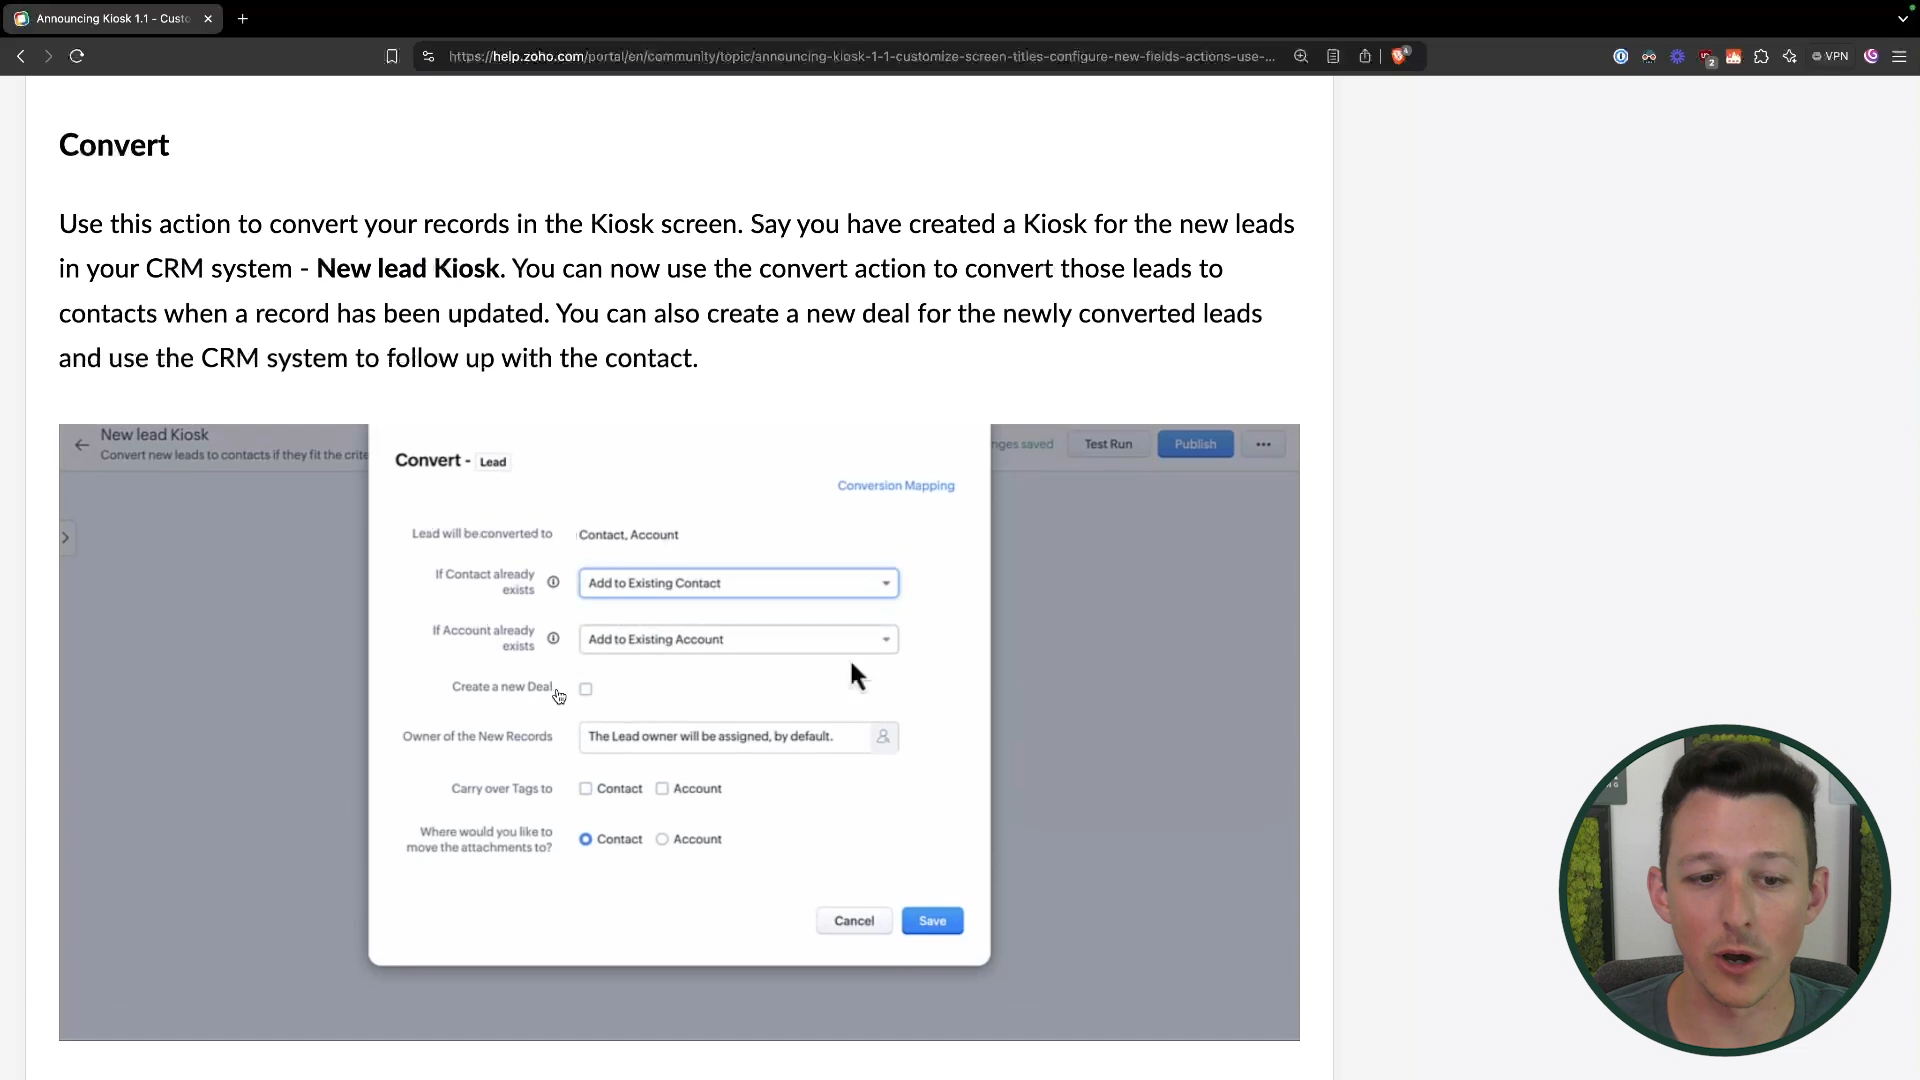 Announcing Kiosk 1.1 - Custo
https://help.zoho.com/portal/en/community/topic/announcing-kiosk-1-1-customize-screen-titles-configure-new-fields-actions-use-...
4
2
VPN
Convert
Use this action to convert your records in the Kiosk screen. Say you have created a Kiosk for the new leads
in your CRM system - New lead Kiosk. You can now use the convert action to convert those leads to
contacts when a record has been updated. You can also create a new deal for the newly converted leads
and use the CRM system to follow up with the contact.
New lead Kiosk
Convert new leads to contacts if they fit the crite
nges saved
Test Run
Publish
Convert - Lead
Conversion Mapping
Lead will be converted to Contact, Account
If Contact already
exists
Add to Existing Contact
If Account already
exists
Add to Existing Account
Create a new Deal
Owner of the New Records
The Lead owner will be assigned, by default.
Carry over Tags to
Contact
Account
Where would you like to
move the attachments to?
Contact
Account
Cancel
Save